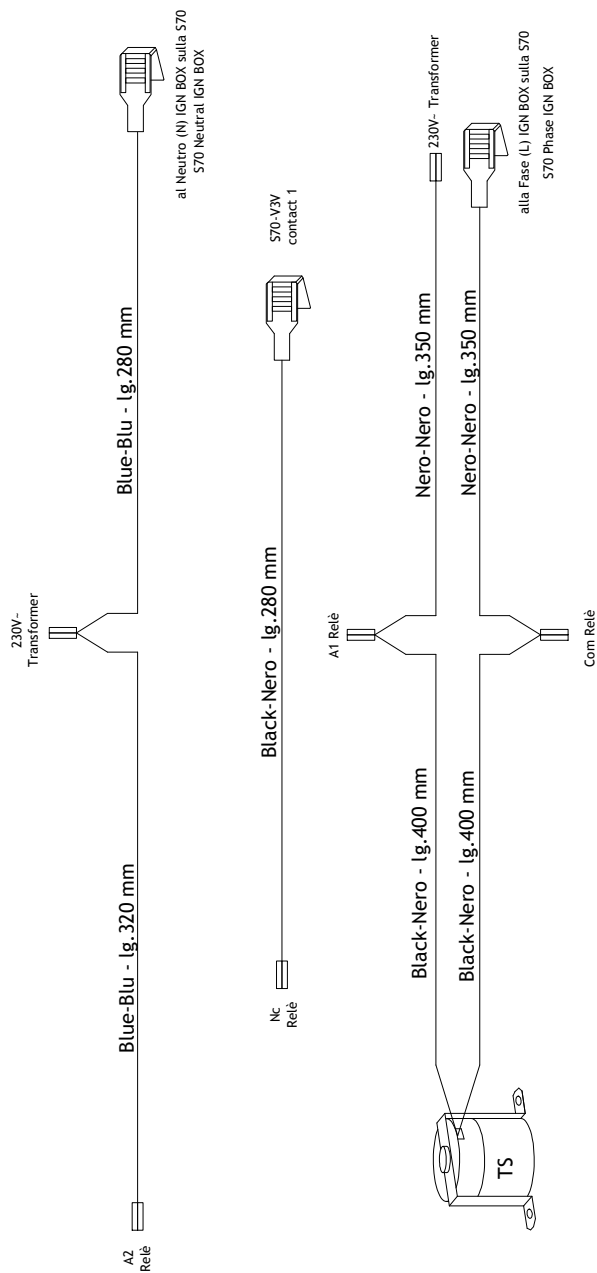 230V~
Transformer
A2
Relè
Blue-Blu - lg.320 mm
Blue-Blu - lg.280 mm
al Neutro (N) IGN BOX sulla S70
S70 Neutral IGN BOX
Nc
Relè
Black-Nero - lg.280 mm
S70-V3V
contact 1
TS
Black-Nero - lg.400 mm
A1 Relè
Nero-Nero - lg.350 mm
230V~ Transformer
Black-Nero - lg.400 mm
Com Relè
Nero-Nero - lg.350 mm
alla Fase (L) IGN BOX sulla S70
S70 Phase IGN BOX